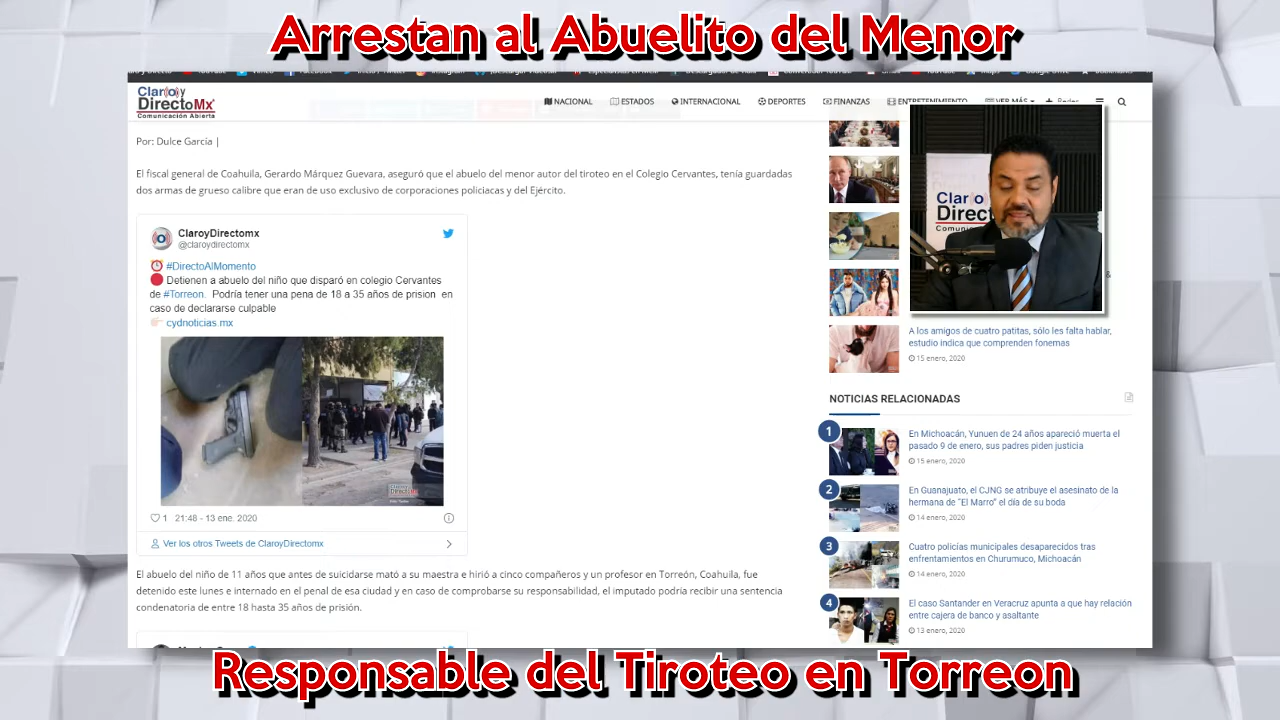 Arrestan al Abuelito del Menor
Claro y
DirectoMx
Comunicación Abierta
NACIONAL
ESTADOS
INTERNACIONAL
DEPORTES
FINANZAS
ENTRETENIMIENTO
VER MÁS
Por: Dulce García |
El fiscal general de Coahuila, Gerardo Márquez Guevara, aseguró que el abuelo del menor autor del tiroteo en el Colegio Cervantes, tenía guardadas
dos armas de grueso calibre que eran de uso exclusivo de corporaciones policiacas y del Ejército.
ClaroyDirectomx
@claroydirectomx
#DirectoAlMomento
Detienen a abuelo del niño que disparó en colegio Cervantes
de #Torreon. Podría tener una pena de 18 a 35 años de prision en
caso de declararse culpable
cydnoticias.mx
1 21:48 - 13 ene. 2020
Ver los otros Tweets de ClaroyDirectomx
El abuelo del niño de 11 años que antes de suicidarse mató a su maestra e hirió a cinco compañeros y un profesor en Torreón, Coahuila, fue
detenido este lunes e internado en el penal de esa ciudad y en caso de comprobarse su responsabilidad, el imputado podría recibir una sentencia
condenatoria de entre 18 hasta 35 años de prisión.
A los amigos de cuatro patitas, sólo les falta hablar,
estudio indica que comprenden fonemas
15 enero, 2020
NOTICIAS RELACIONADAS
1
En Michoacán, Yunuen de 24 años apareció muerta el
pasado 9 de enero, sus padres piden justicia
15 enero, 2020
2
En Guanajuato, el CJNG se atribuye el asesinato de la
hermana de "El Marro" el día de su boda
14 enero, 2020
3
Cuatro policías municipales desaparecidos tras
enfrentamientos en Churumuco, Michoacán
14 enero, 2020
4
El caso Santander en Veracruz apunta a que hay relación
entre cajera de banco y asaltante
13 enero, 2020
Responsable del Tiroteo en Torreon